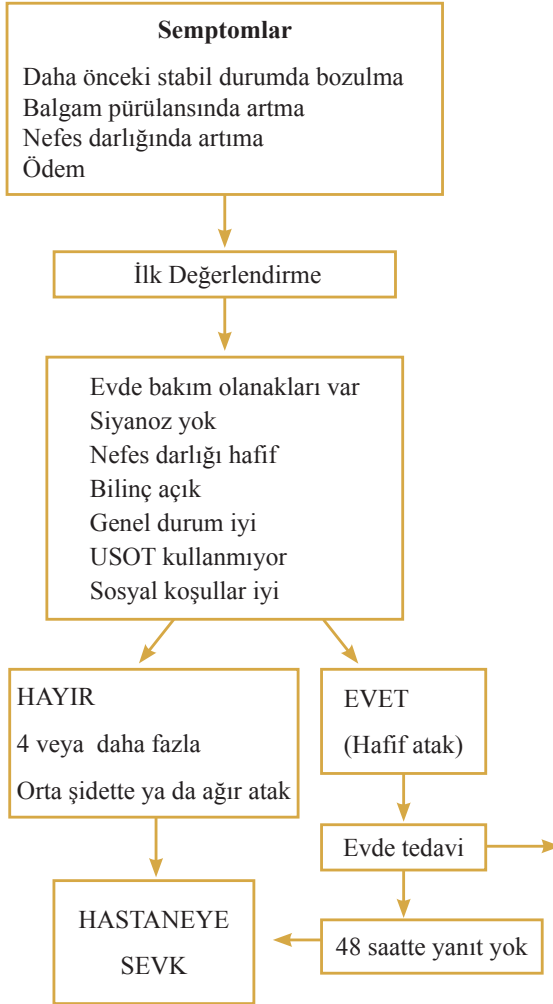 Semptomlar
Daha önceki stabil durumda bozulma
Balgam pürülansında artma
Nefes darlığında artıma
Ödem
İlk Değerlendirme
Evde bakım olanakları var
Siyanoz yok
Nefes darlığı hafif
Bilinç açık
Genel durum iyi
USOT kullanmıyor
Sosyal koşullar iyi
HAYIR
4 veya daha fazla
Orta şidette ya da ağır atak
EVET
(Hafif atak)
Evde tedavi
48 saatte yanıt yok
HASTANEYE
SEVK